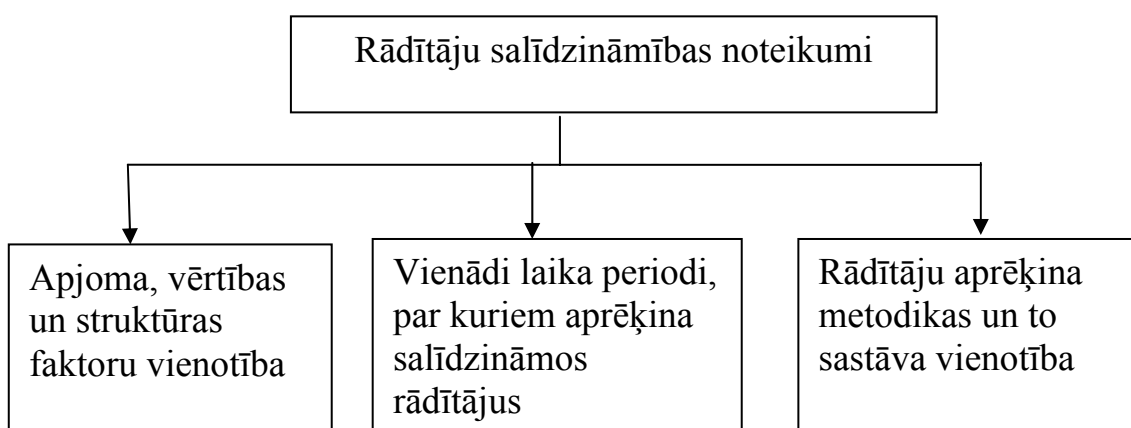 Rādītāju salīdzināmības noteikumi
Apjoma, vērtības
un struktūras
faktoru vienotība
Vienādi laika periodi,
par kuriem aprēķina
salīdzināmos
rādītājus
Rādītāju aprēķina
metodikas un to
sastāva vienotība